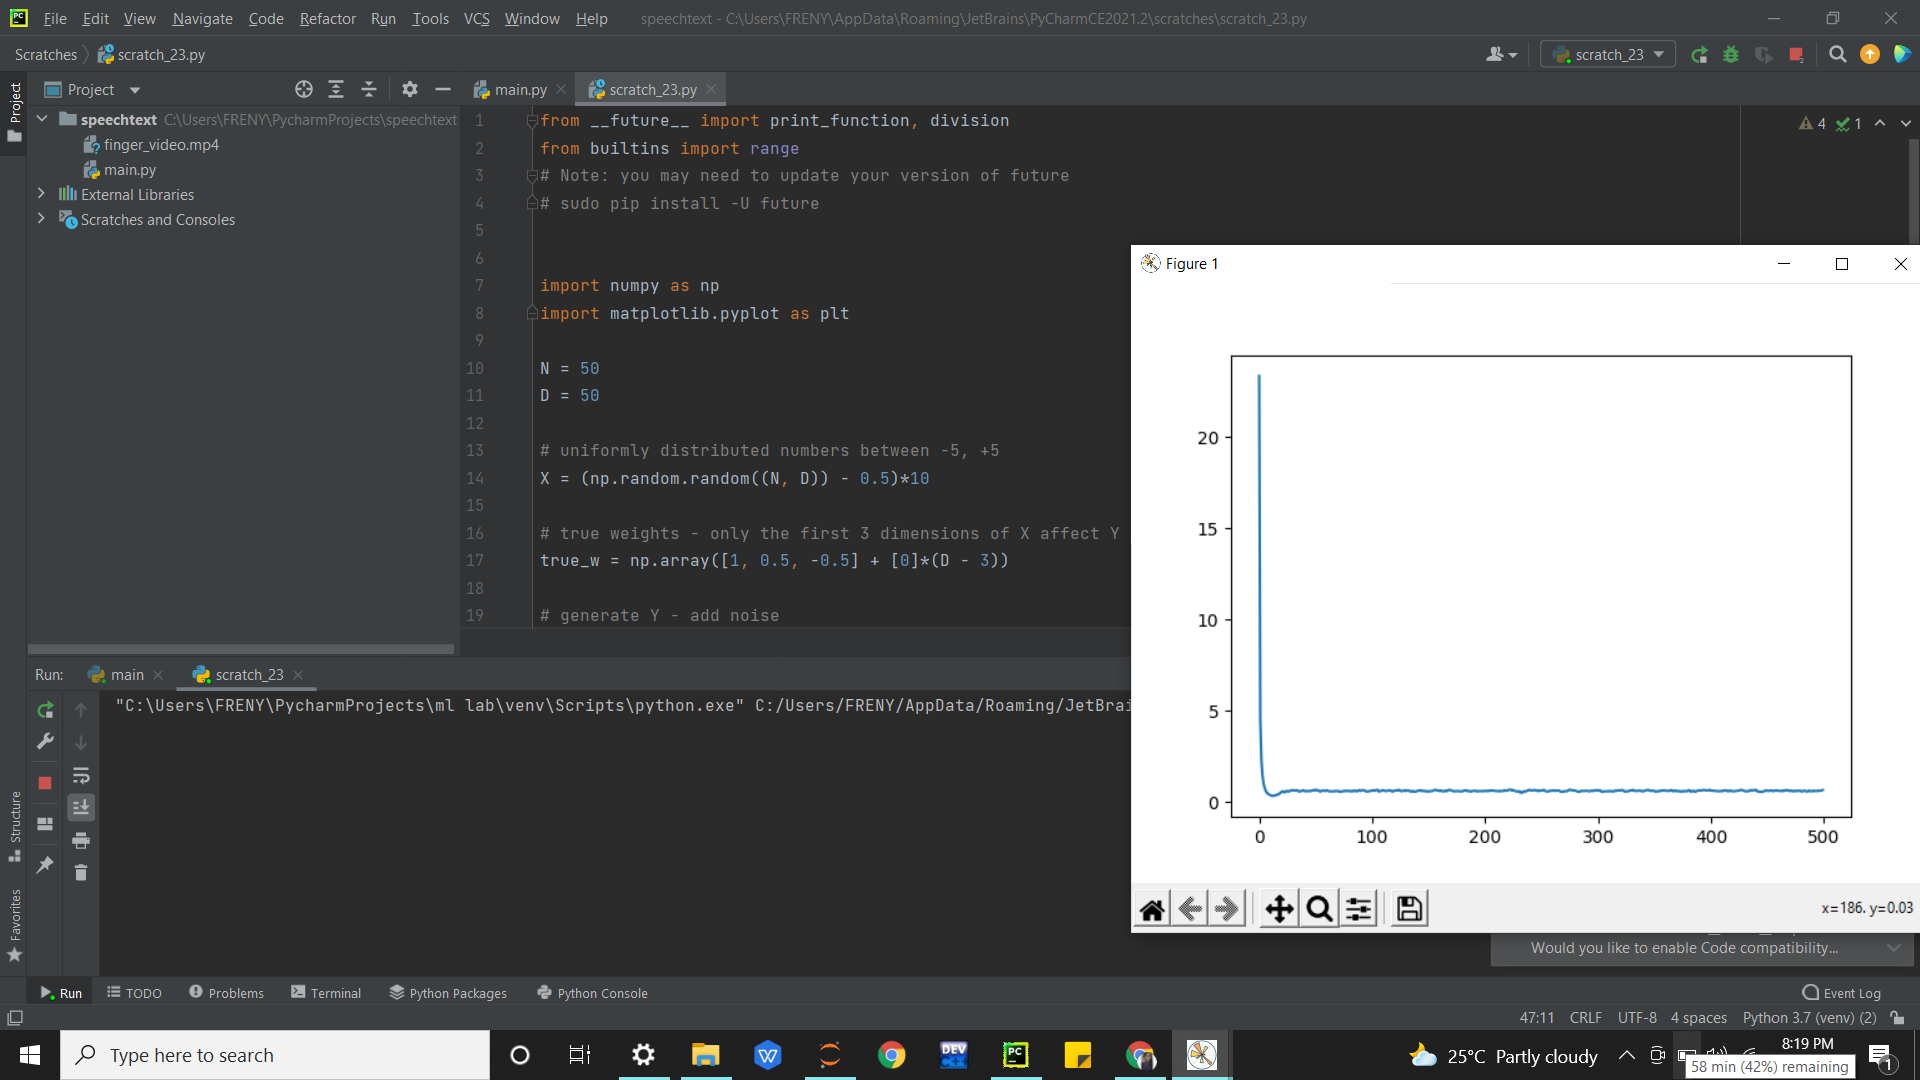 File Edit View Navigate Code Refactor Run Tools VCS Window Help speechtext - C:\Users\FRENY\AppData\Roaming\JetBrains\PyCharmCE2021.2\scratches\scratch_23.py
Scratches scratch_23.py
scratch_23
Project
Project
main.py scratch_23.py
speechtext C:\Users\FRENY\PycharmProjects\speechtext
finger_video.mp4
main.py
External Libraries
Scratches and Consoles
4 1
1 from __future__ import print_function, division
2 from builtins import range
3 # Note: you may need to update your version of future
4 # sudo pip install -U future
5
6
7 import numpy as np
8 import matplotlib.pyplot as plt
9
10 N = 50
11 D = 50
12
13 # uniformly distributed numbers between -5, +5
14 X = (np.random.random((N, D)) - 0.5)*10
15
16 # true weights - only the first 3 dimensions of X affect Y
17 true_w = np.array([1, 0.5, -0.5] + [0]*(D - 3))
18
19 # generate Y - add noise
Figure 1
20
15
10
5
0
0 100 200 300 400 500
x=186. y=0.03
Run: main scratch_23
"C:\Users\FRENY\PycharmProjects\ml lab\venv\Scripts\python.exe" C:/Users/FRENY/AppData/Roaming/JetBrai
Structure
Favorites
Would you like to enable Code compatibility...
Run TODO Problems Terminal Python Packages Python Console Event Log
47:11 CRLF UTF-8 4 spaces Python 3.7 (venv) (2)
Type here to search
DEV
C++
PC
25°C Partly cloudy
8:19 PM
58 min (42%) remaining
1